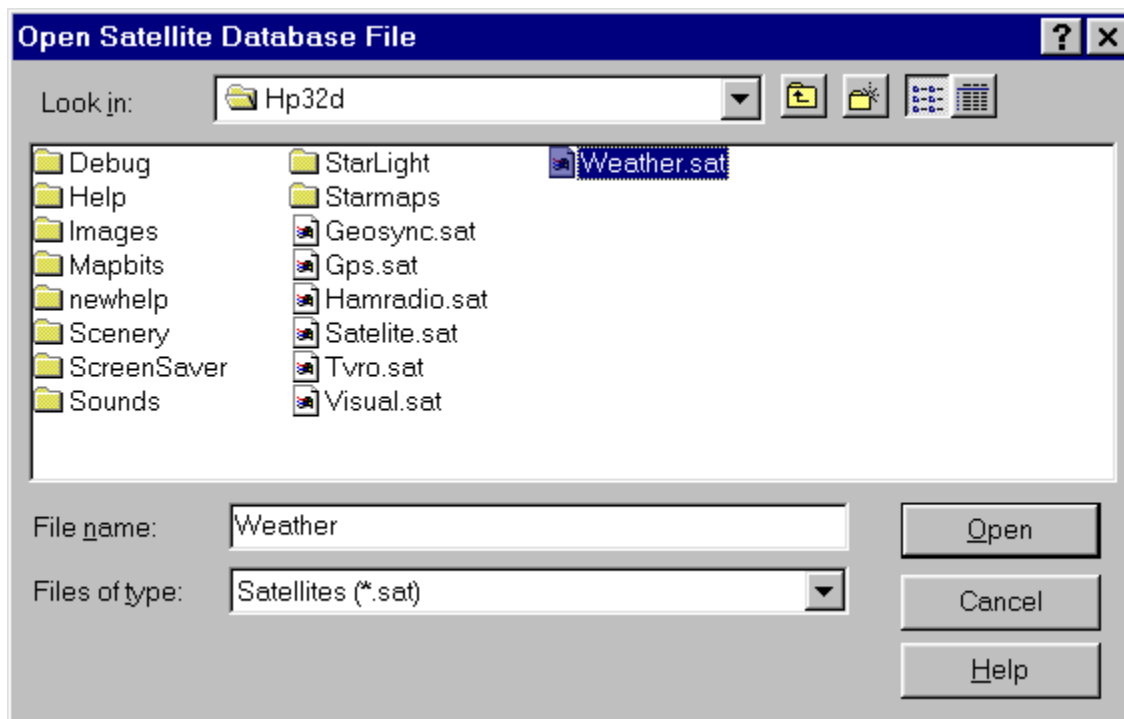 Open Satellite Database File
Look in: Hp32d
Debug
Help
Images
Mapbits
newhelp
Scenery
ScreenSaver
Sounds
StarLight
Starmaps
Geosync.sat
Gps.sat
Hamradio.sat
Satelite.sat
Tvro.sat
Visual.sat
Weather.sat
File name: Weather
Open
Files of type: Satellites (*.sat)
Cancel
Help